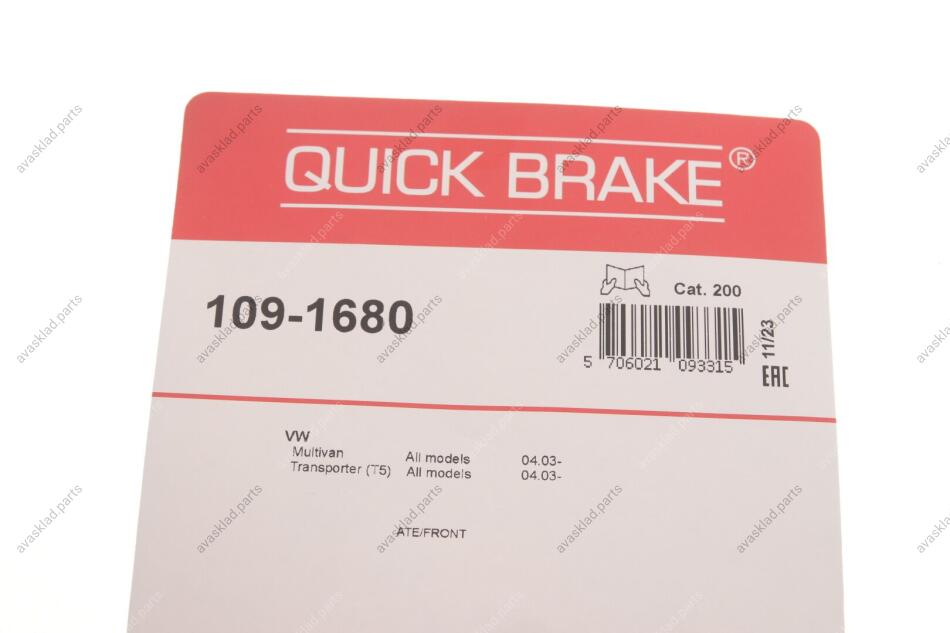 QUICK BRAKE®
109-1680
Cat. 200
5 706021 093315
11/23
EAC
VW
Multivan All models 04.03-
Transporter (T5) All models 04.03-
ATE/FRONT
avasklad.parts